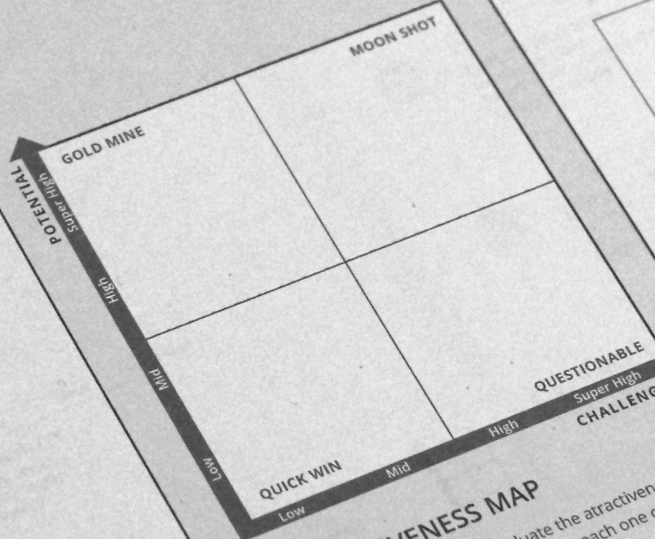 MOON SHOT
GOLD MINE
POTENTIAL
Super High
High
Mid
Low
QUESTIONABLE
QUICK WIN
Low
Mid
High
Super High
CHALLENG
VENESS MAP
uate the atractiven
each one